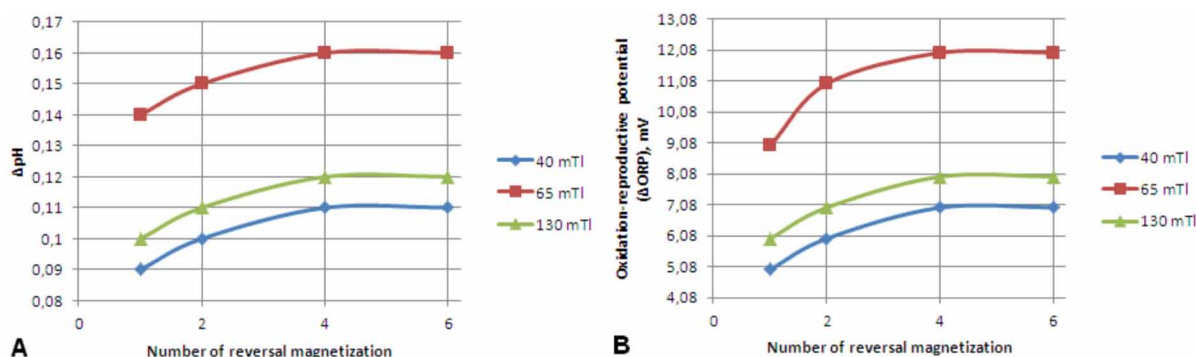 0,17
0,16
0,15
0,14
0,13
0,12
0,11
0,1
0,09
0,08
ΔpH
0 2 4 6
Number of reversal magnetization
40 mTl
65 mTl
130 mTl
A
13,08
12,08
11,08
10,08
9,08
8,08
7,08
6,08
5,08
4,08
Oxidation-reproductive potential
(ΔORP), mV
0 2 4 6
Number of reversal magnetization
40 mTl
65 mTl
130 mTl
B